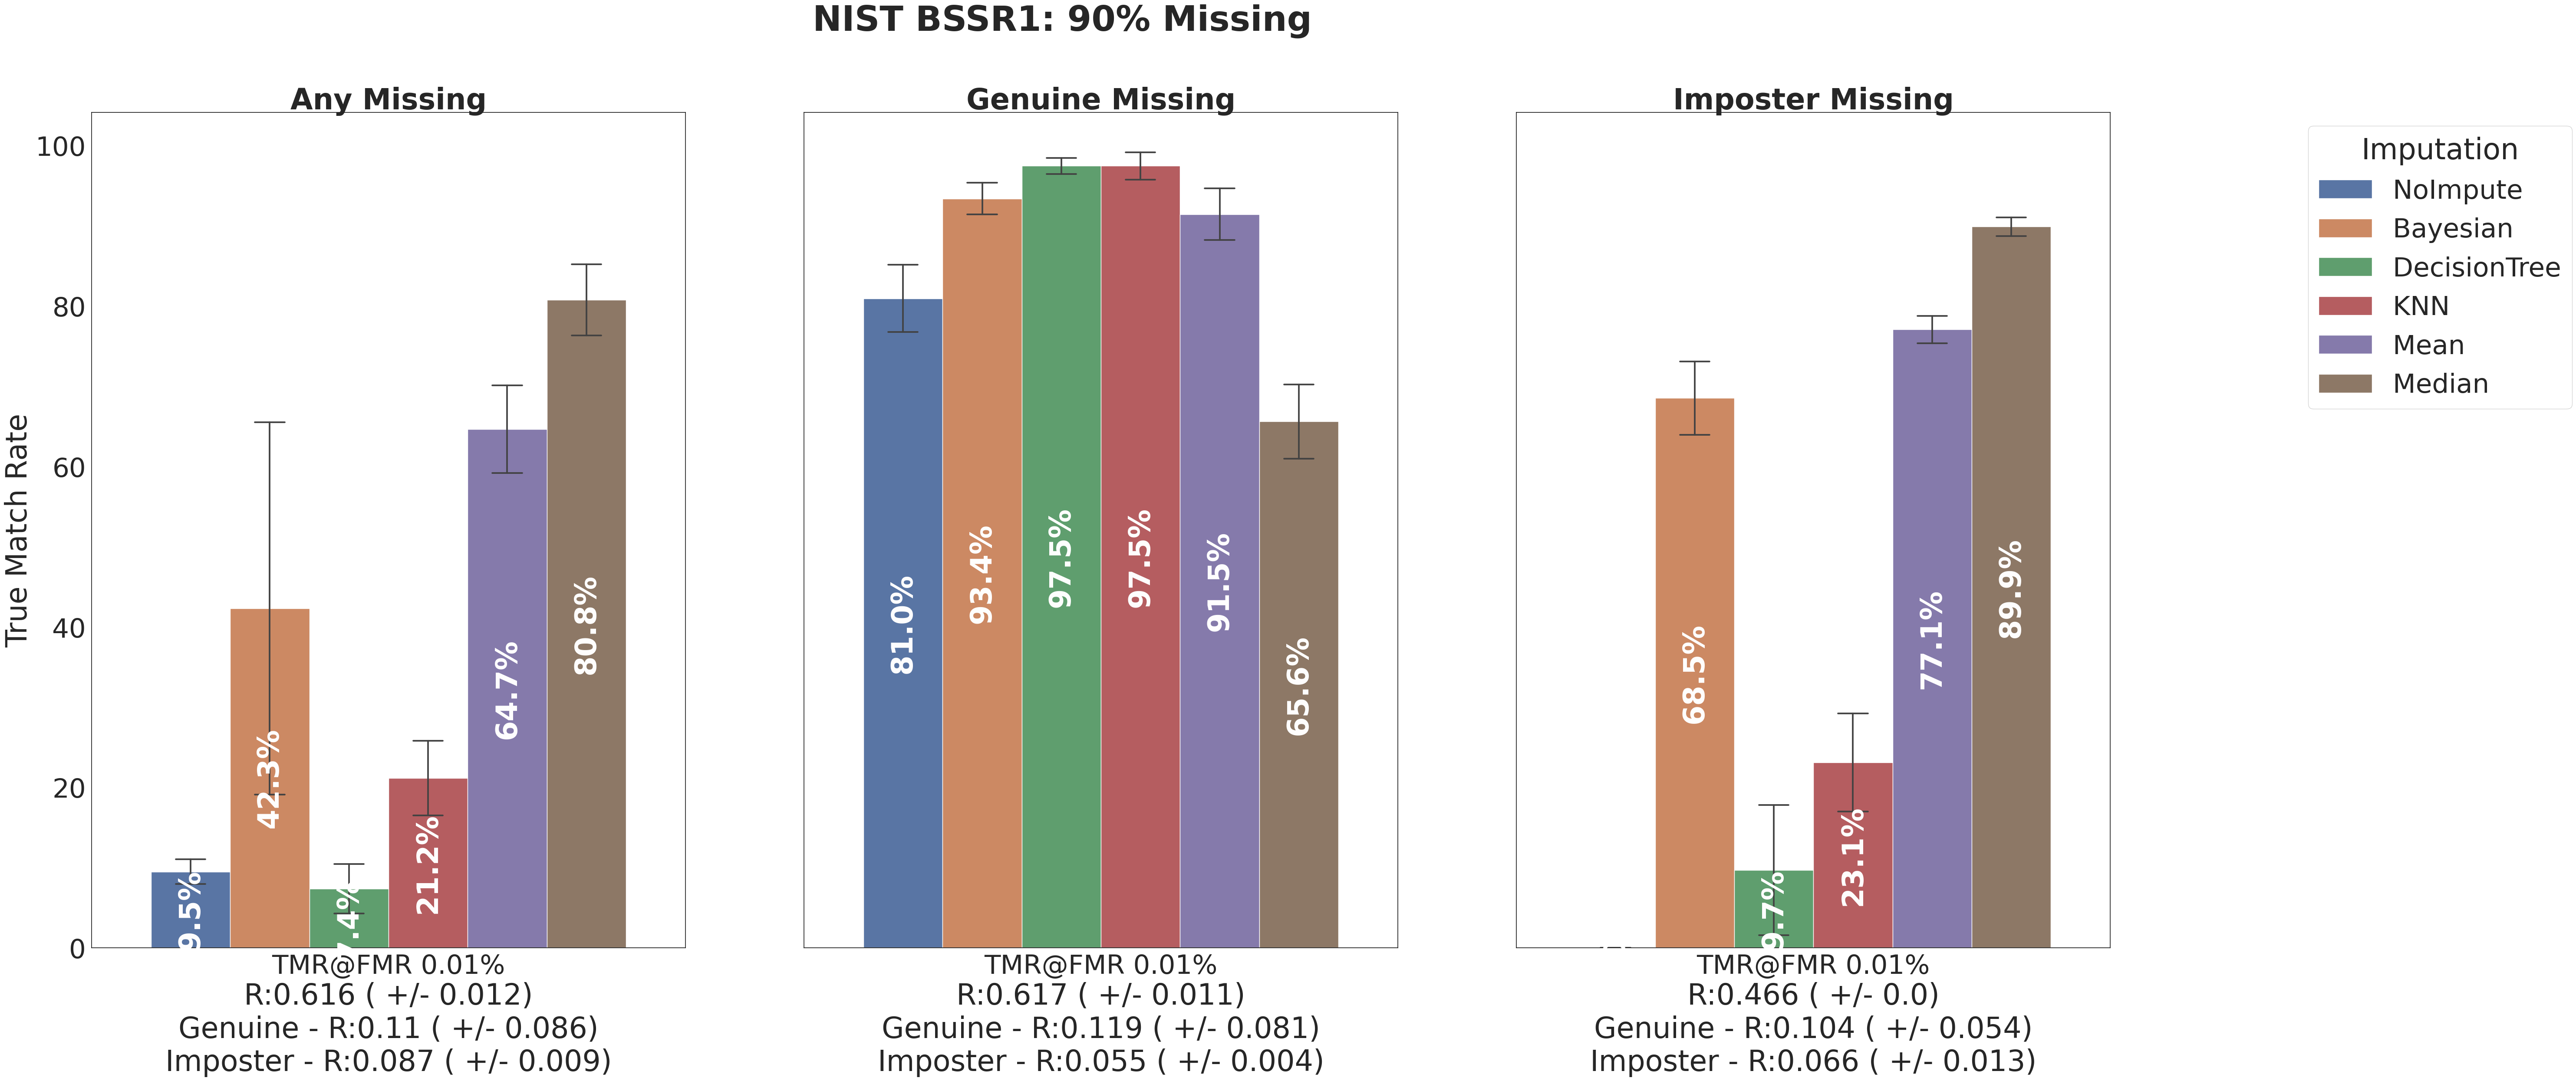 NIST BSSR1: 90% Missing
Any Missing
Genuine Missing
Imposter Missing
True Match Rate
100
80
60
40
20
0
9.5%
42.3%
7.4%
21.2%
64.7%
80.8%
81.0%
93.4%
97.5%
97.5%
91.5%
65.6%
68.5%
9.7%
23.1%
77.1%
89.9%
Imputation
NoImpute
Bayesian
DecisionTree
KNN
Mean
Median
TMR@FMR 0.01%
R:0.616 ( +/- 0.012)
Genuine - R:0.11 ( +/- 0.086)
Imposter - R:0.087 ( +/- 0.009)
TMR@FMR 0.01%
R:0.617 ( +/- 0.011)
Genuine - R:0.119 ( +/- 0.081)
Imposter - R:0.055 ( +/- 0.004)
TMR@FMR 0.01%
R:0.466 ( +/- 0.0)
Genuine - R:0.104 ( +/- 0.054)
Imposter - R:0.066 ( +/- 0.013)